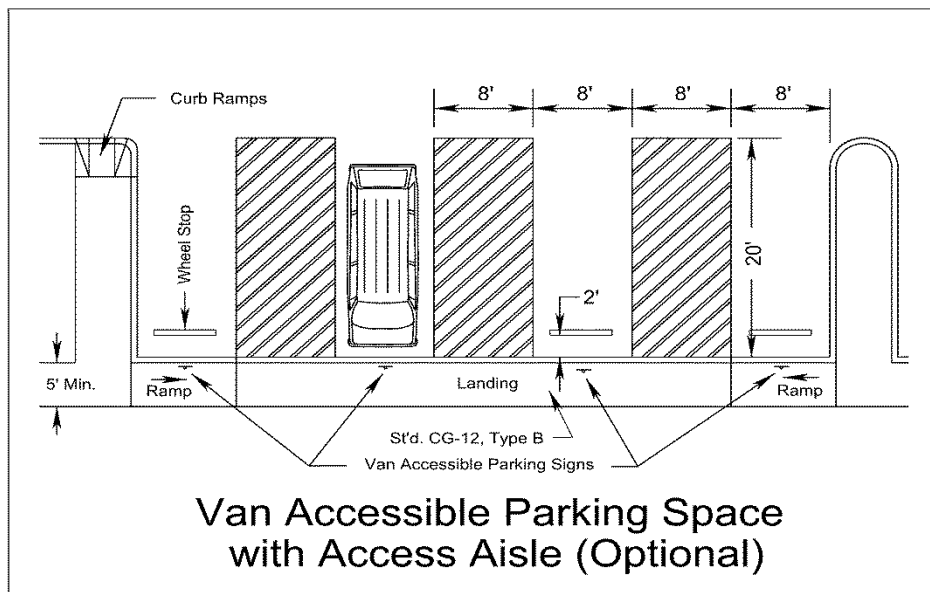 Curb Ramps
8' 8' 8' 8'
Wheel Stop
20'
2'
5' Min.
Ramp
Landing
Ramp
St'd. CG-12, Type B
Van Accessible Parking Signs
Van Accessible Parking Space
with Access Aisle (Optional)